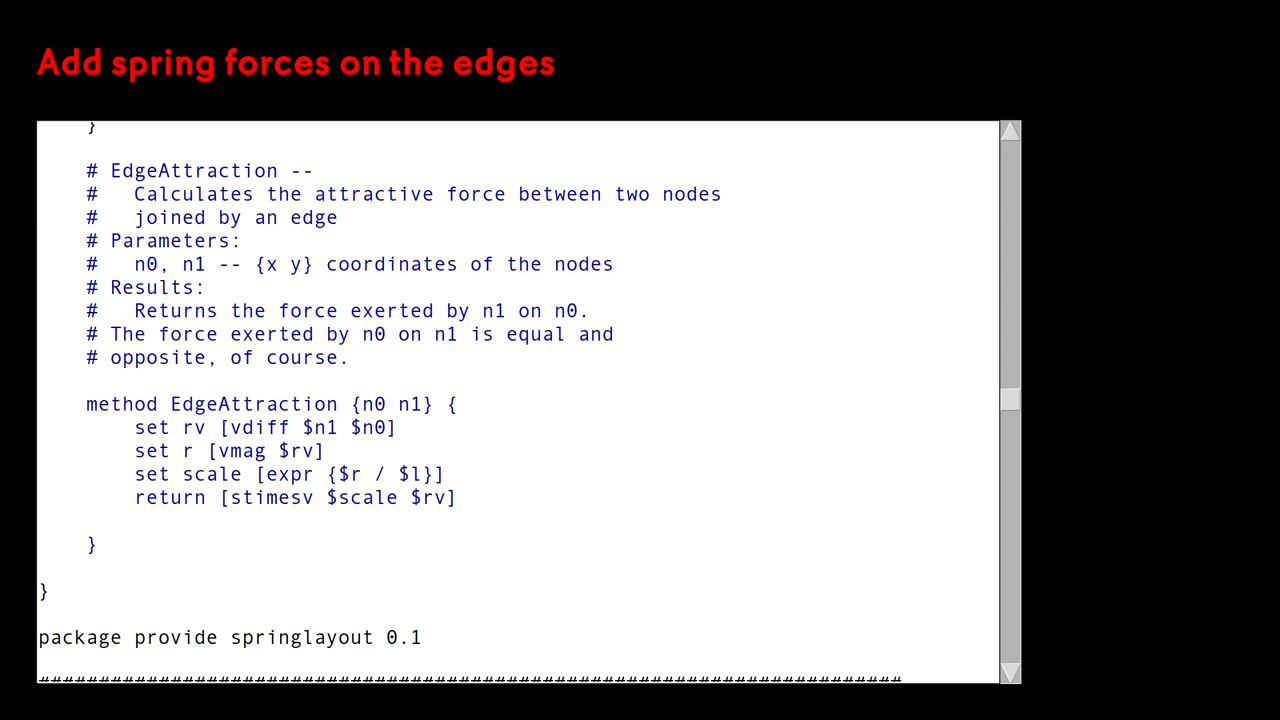 Add spring forces on the edges
}
# EdgeAttraction --
#   Calculates the attractive force between two nodes
#   joined by an edge
# Parameters:
#   n0, n1 -- {x y} coordinates of the nodes
# Results:
#   Returns the force exerted by n1 on n0.
# The force exerted by n0 on n1 is equal and
# opposite, of course.
method EdgeAttraction {n0 n1} {
set rv [vdiff $n1 $n0]
set r [vmag $rv]
set scale [expr {$r / $l}]
return [stimesv $scale $rv]
}
}
package provide springlayout 0.1
########################################################################